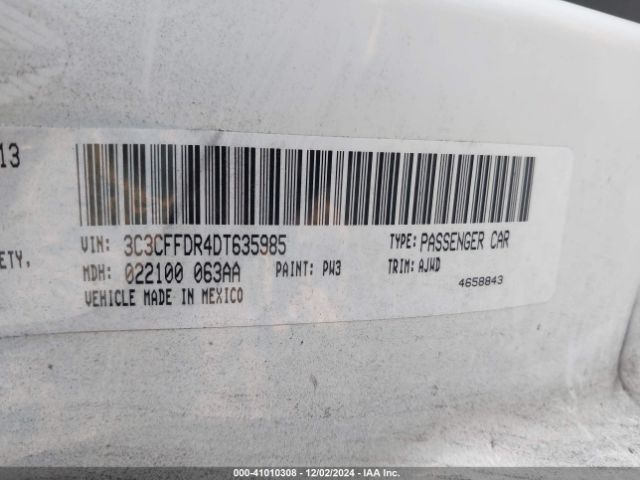 13
VIN: 3C3CFFDR4DT635985 TYPE: PASSENGER CAR
ETY,
MDH: 022100 063AA PAINT: PW3 TRIM: AJWD
4658843
VEHICLE MADE IN MEXICO
000-41010308 - 12/02/2024 - IAA Inc.